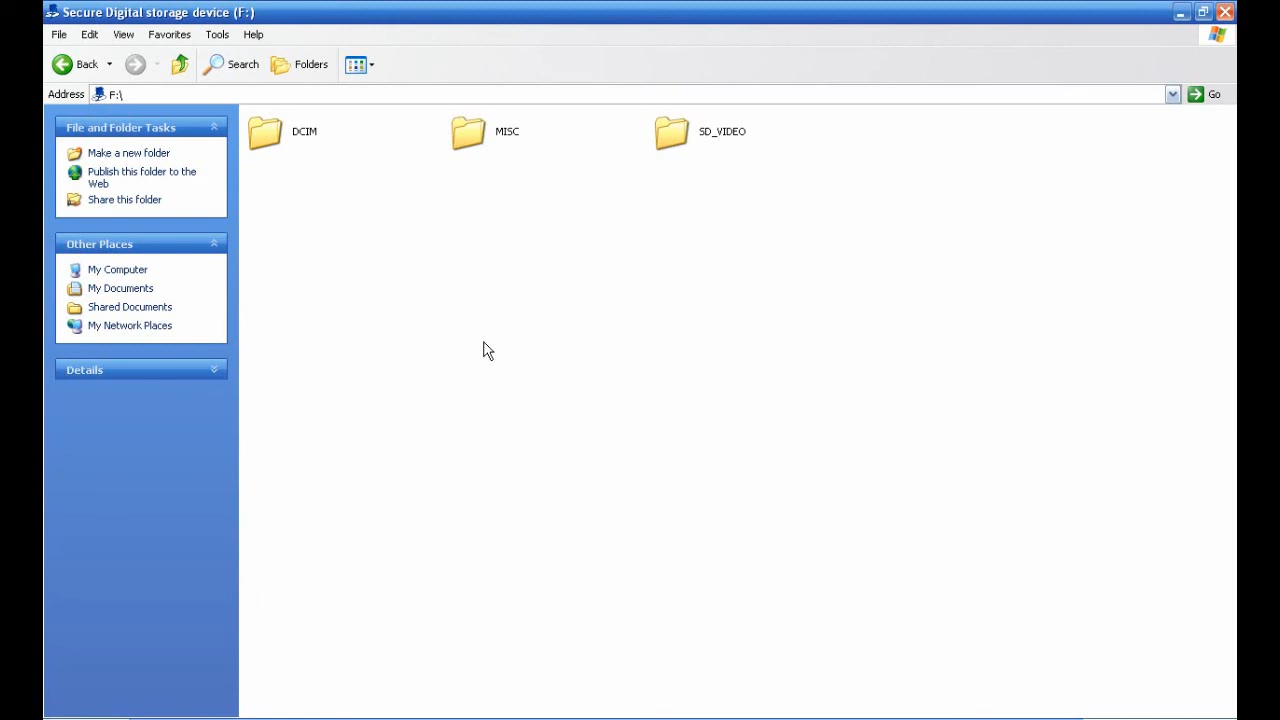 Secure Digital storage device (F:)
File Edit View Favorites Tools Help
Back Search Folders
Address F:\ Go
File and Folder Tasks
Make a new folder
Publish this folder to the
Web
Share this folder
Other Places
My Computer
My Documents
Shared Documents
My Network Places
Details
DCIM MISC SD_VIDEO